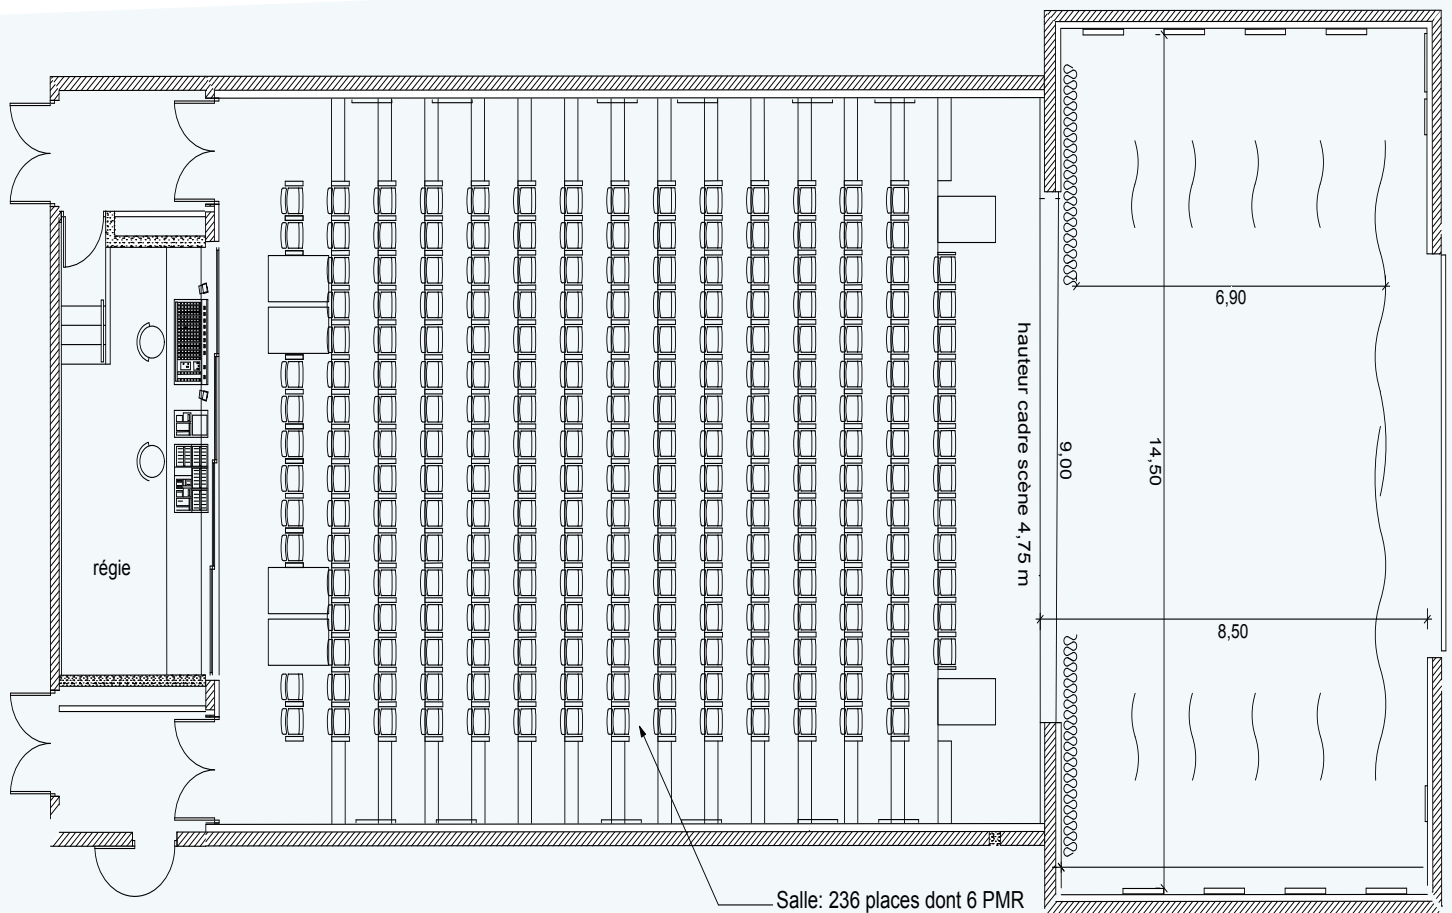 6,90
hauteur cadre scène 4,75 m
9,00
14,50
régie
8,50
Salle: 236 places dont 6 PMR